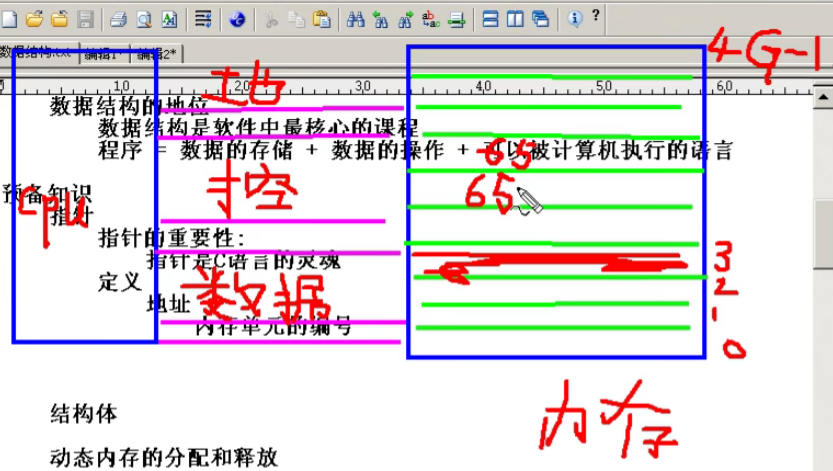 数据结构.txt 编辑1* 编辑2*
1,0 2,0 3,0 4,0 5,0 6,0
4G-1
地
数据结构的地位
数据结构是软件中最核心的课程
程序 = 数据的存储 + 数据的操作 + 可以被计算机执行的语言
-65
控
65
预备知识
cpu
指针
指针的重要性:
指针是C语言的灵魂
3
定义
数据
2
地址
1
内存单元的编号
0
结构体
内存
动态内存的分配和释放